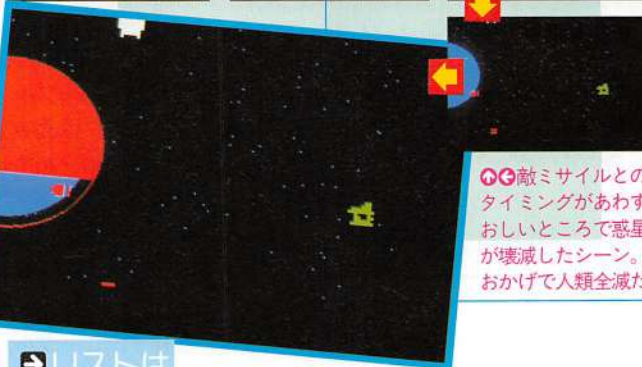 敵ミサイルとの
タイミングがあわず
おしいところで惑星
が壊滅したシーン。
おかげで人類全滅だ
リストは